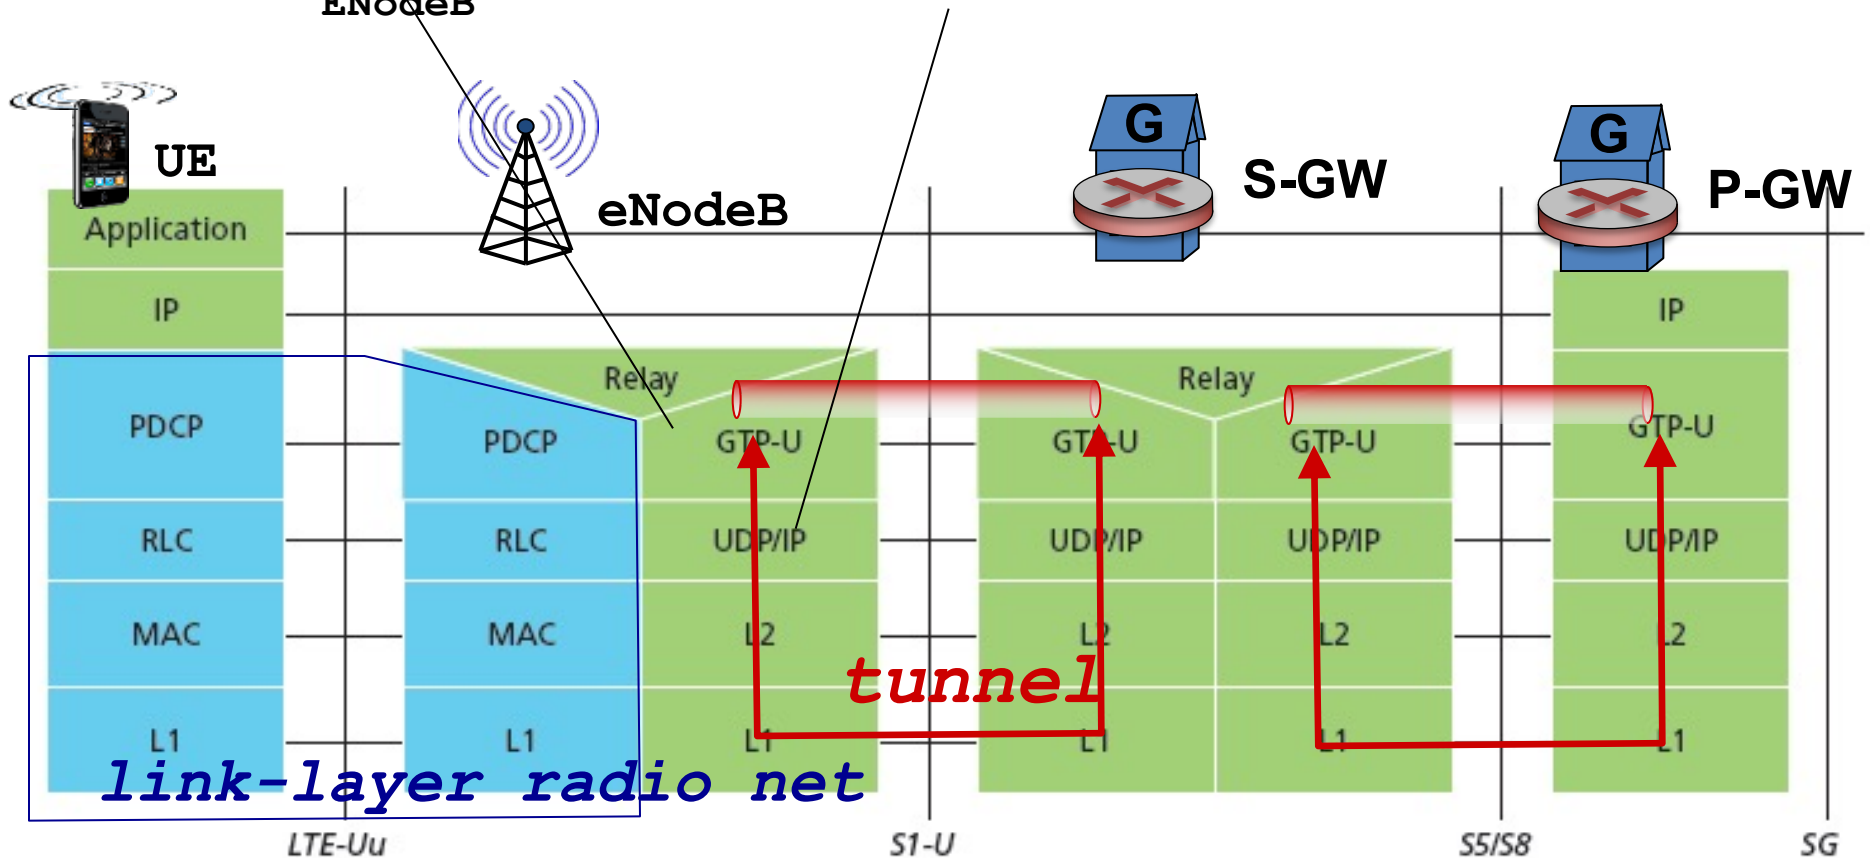 ENodeB
UE
eNodeB
G
S-GW
G
P-GW
Application
IP
IP
Relay
Relay
PDCP
PDCP
GTP-U
GTP-U
GTP-U
GTP-U
RLC
RLC
UDP/IP
UDP/IP
UDP/IP
UDP/IP
MAC
MAC
L2
L2
L2
L2
tunnel
L1
L1
L1
L1
L1
L1
link-layer radio net
LTE-Uu
S1-U
S5/S8
SG